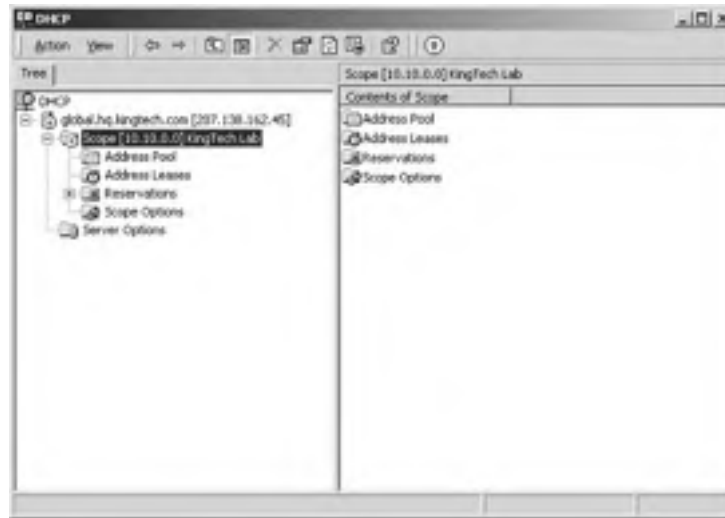 DHCP
Action View
Tree
Scope [10.10.0.0] KingTech Lab
DHCP
global.hq.kingtech.com [207.138.162.45]
Scope [10.10.0.0] KingTech Lab
Address Pool
Address Leases
Reservations
Scope Options
Server Options
Contents of Scope
Address Pool
Address Leases
Reservations
Scope Options